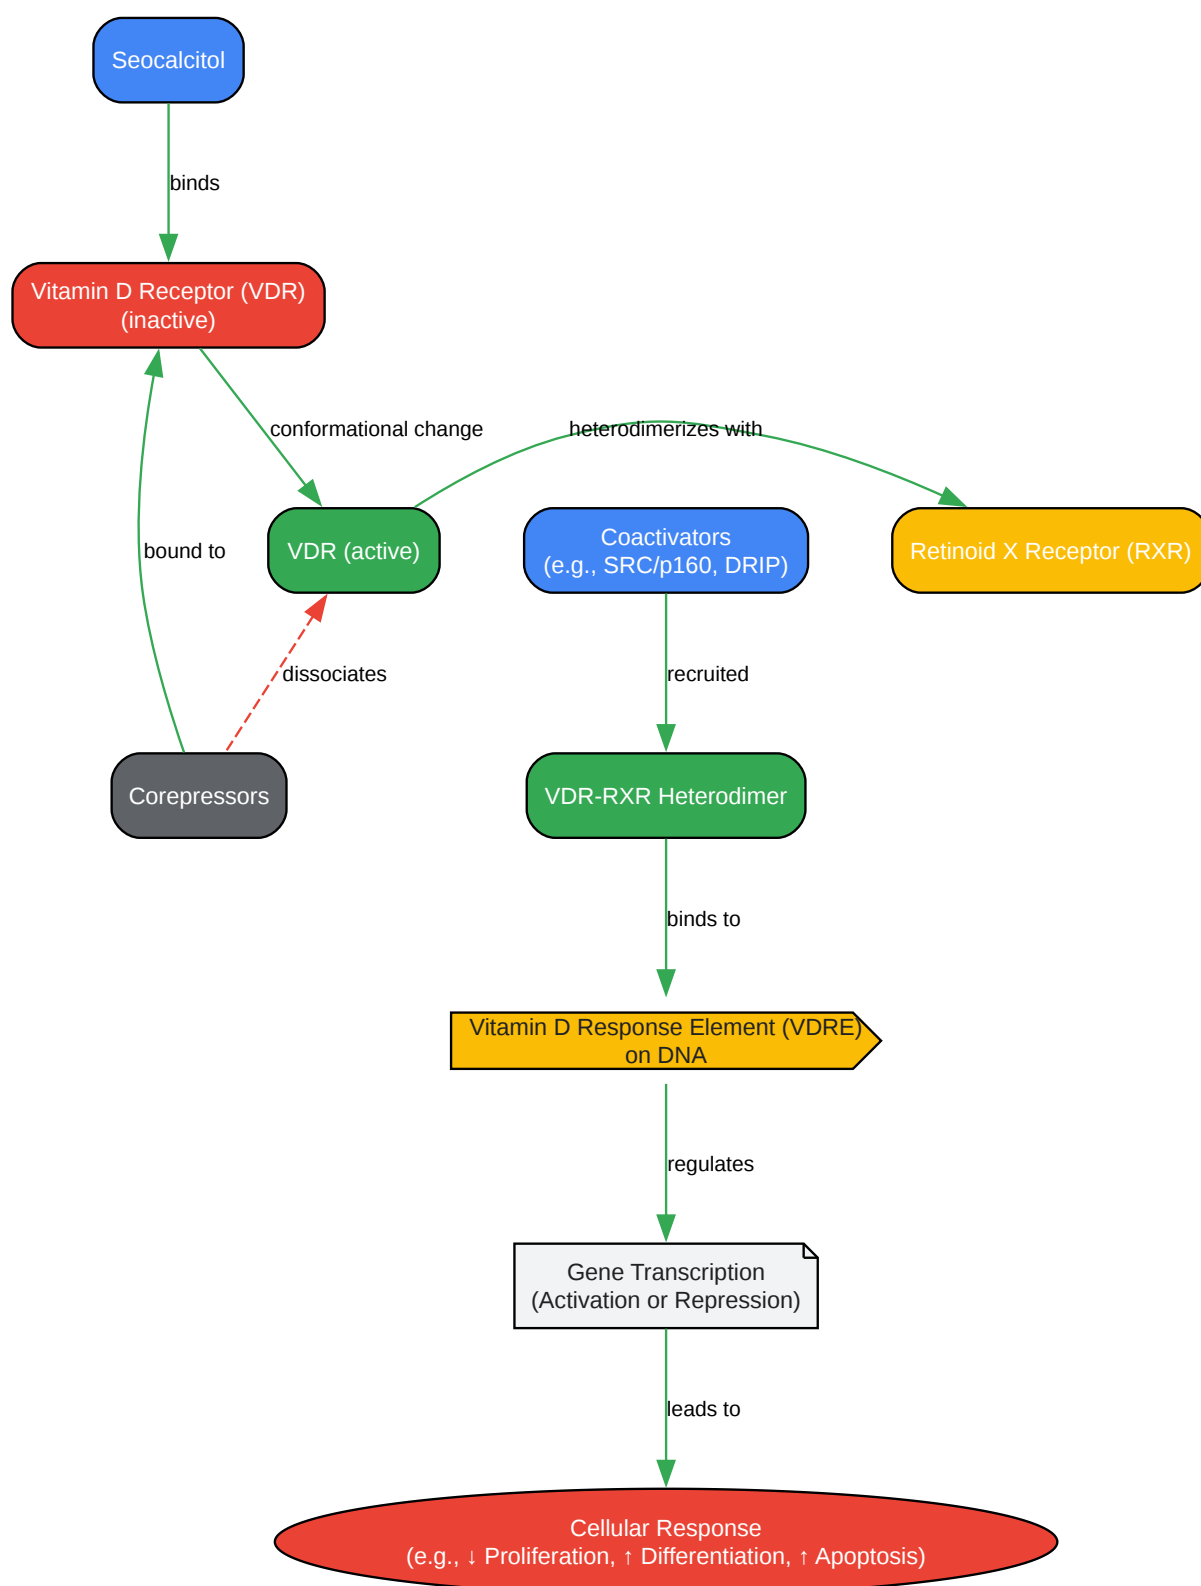 Seocalcitol
binds
Vitamin D Receptor (VDR)
(inactive)
conformational change
heterodimerizes with
bound to
VDR (active)
Coactivators
(e.g., SRC/p160, DRIP)
Retinoid X Receptor (RXR)
dissociates
recruited
Corepressors
VDR-RXR Heterodimer
binds to
Vitamin D Response Element (VDRE)
on DNA
regulates
Gene Transcription
(Activation or Repression)
leads to
Cellular Response
(e.g., ↓ Proliferation, ↑ Differentiation, ↑ Apoptosis)